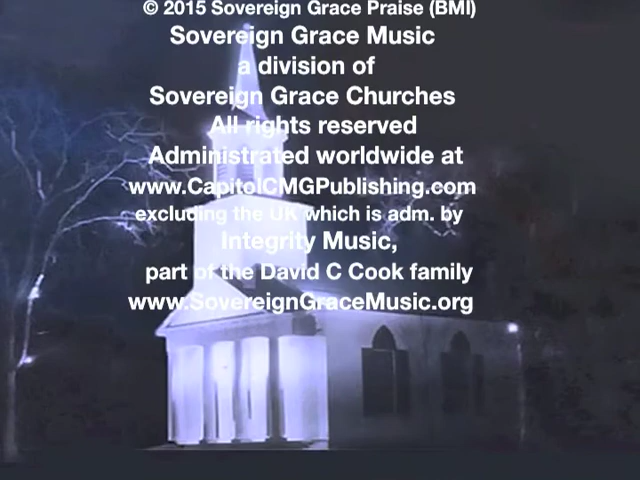 © 2015 Sovereign Grace Praise (BMI)
Sovereign Grace Music
a division of
Sovereign Grace Churches
All rights reserved
Administrated worldwide at
www.CapitolCMGPublishing.com
excluding the UK which is adm. by
Integrity Music,
part of the David C Cook family
www.SovereignGraceMusic.org